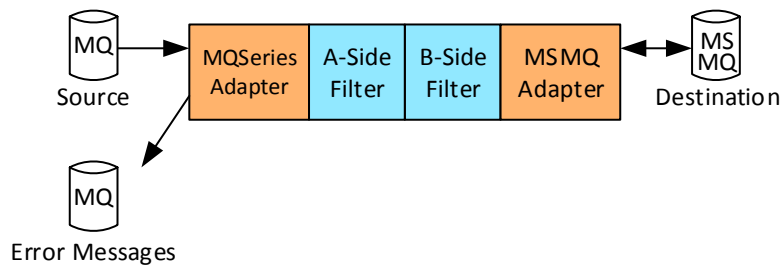 MQ
Source
MQSeries
Adapter
A-Side
Filter
B-Side
Filter
MSMQ
Adapter
MS
MQ
Destination
MQ
Error Messages